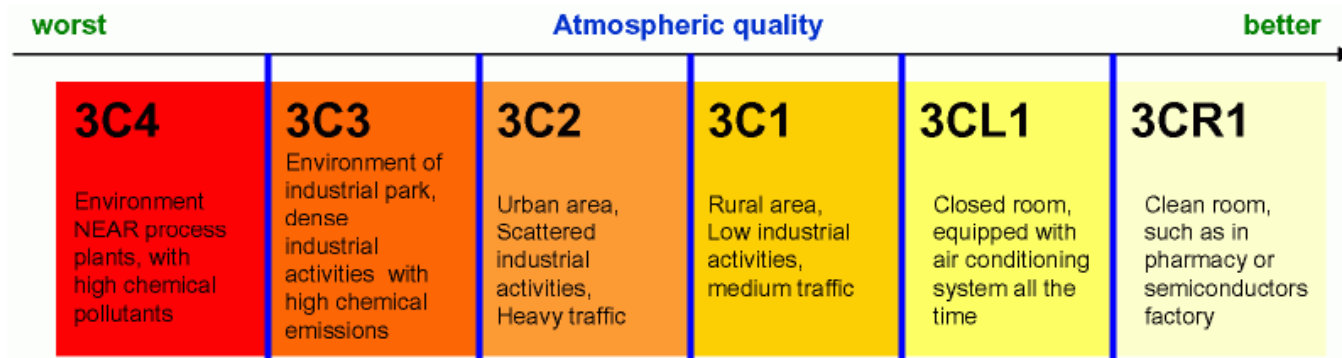 worst Atmospheric quality better
3C4
Environment
NEAR process
plants, with
high chemical
pollutants
3C3
Environment of
industrial park,
dense
industrial
activities with
high chemical
emissions
3C2
Urban area,
Scattered
industrial
activities,
Heavy traffic
3C1
Rural area,
Low industrial
activities,
medium traffic
3CL1
Closed room,
equipped with
air conditioning
system all the
time
3CR1
Clean room,
such as in
pharmacy or
semiconductors
factory